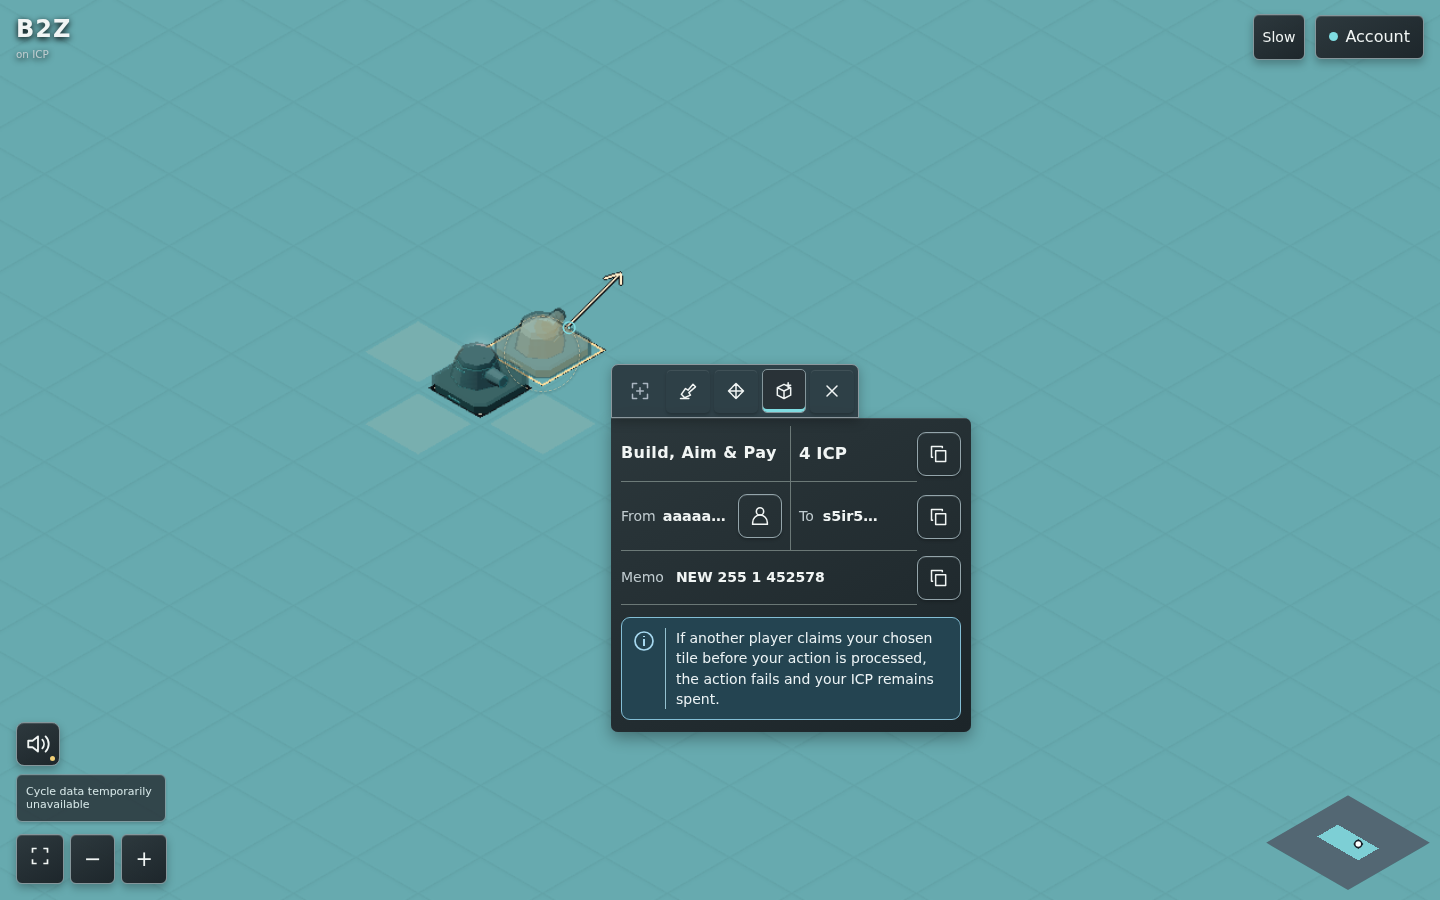 B2Z
on ICP
Slow
Account
Build, Aim & Pay
4 ICP
From aaaaa…
To s5ir5…
Memo NEW 255 1 452578
If another player claims your chosen
tile before your action is processed,
the action fails and your ICP remains
spent.
Cycle data temporarily
unavailable